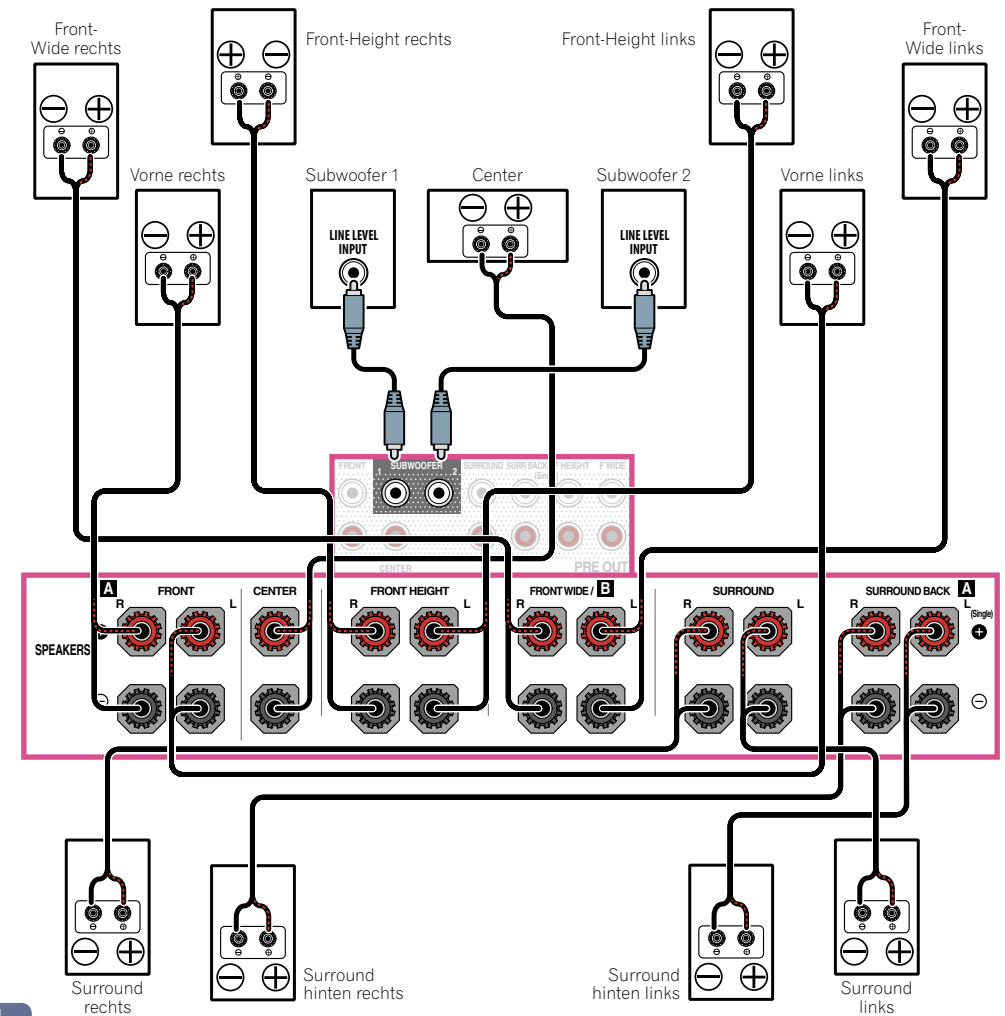 Front-
Wide rechts
Front-Height rechts
Front-Height links
Front-
Wide links
Vorne rechts
Subwoofer 1
Center
Subwoofer 2
Vorne links
LINE LEVEL
INPUT
LINE LEVEL
INPUT
FRONT
SUBWOOFER
1
2
SURROUND
SURR BACK
(Single)
F HEIGHT
F WIDE
CENTER
PRE OUT
A
FRONT
R
L
CENTER
FRONT HEIGHT
R
L
FRONT WIDE / B
R
L
SURROUND
R
L
SURROUND BACK A
R
L
(Single)
SPEAKERS
Surround
rechts
Surround
hinten rechts
Surround
hinten links
Surround
links